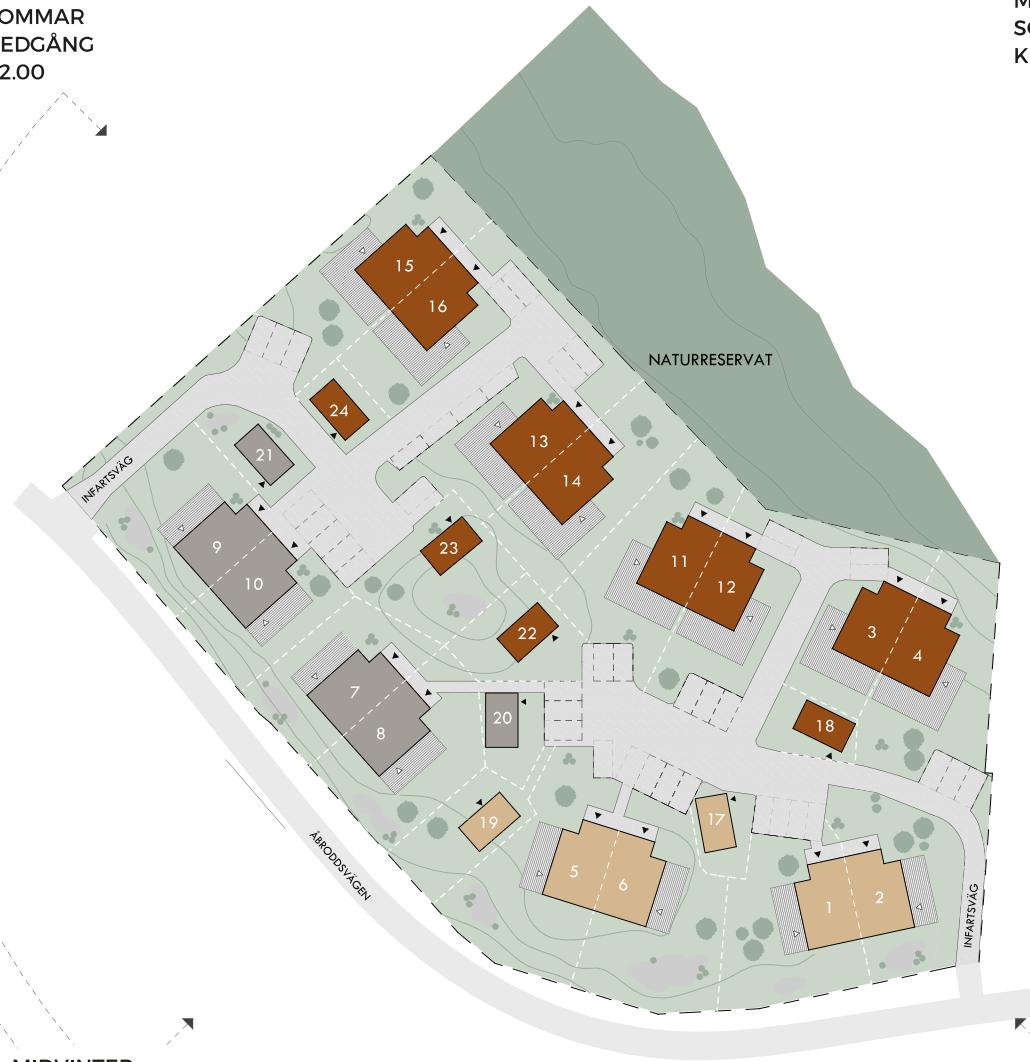 OMMAR
EDGÅNG
2.00
M
S
K
15
16
NATURRESERVAT
24
13
21
14
INFARTSVÄG
9
23
11
10
12
22
3
4
7
20
18
8
17
19
ÅBRODDSVÄGEN
5
6
2
1
INFARTSVÄG